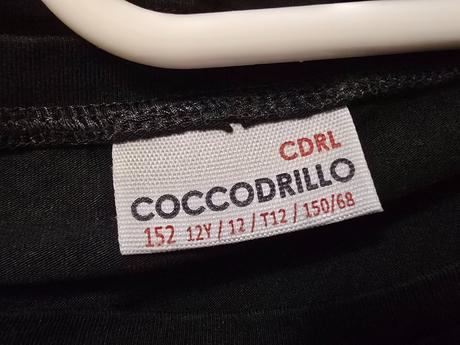 CDRL
COCCODRILLO
152 12Y / 12 / T12 / 150/68